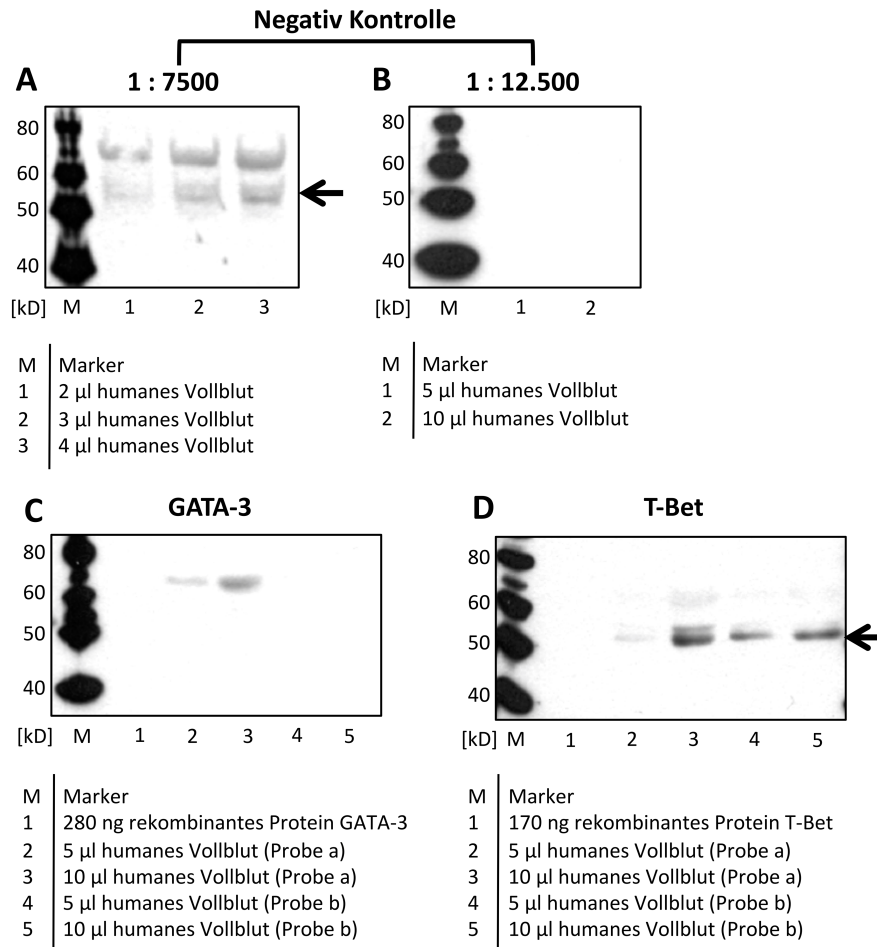 Negativ Kontrolle
A 1 : 7500
80
60
50
40
[kD] M 1 2 3
M Marker
1 2 µl humanes Vollblut
2 3 µl humanes Vollblut
3 4 µl humanes Vollblut
B 1 : 12.500
80
60
50
40
[kD] M 1 2
M Marker
1 5 µl humanes Vollblut
2 10 µl humanes Vollblut
C GATA-3
80
60
50
40
[kD] M 1 2 3 4 5
M Marker
1 280 ng rekombinantes Protein GATA-3
2 5 µl humanes Vollblut (Probe a)
3 10 µl humanes Vollblut (Probe a)
4 5 µl humanes Vollblut (Probe b)
5 10 µl humanes Vollblut (Probe b)
D T-Bet
80
60
50
40
[kD] M 1 2 3 4 5
M Marker
1 170 ng rekombinantes Protein T-Bet
2 5 µl humanes Vollblut (Probe a)
3 10 µl humanes Vollblut (Probe a)
4 5 µl humanes Vollblut (Probe b)
5 10 µl humanes Vollblut (Probe b)